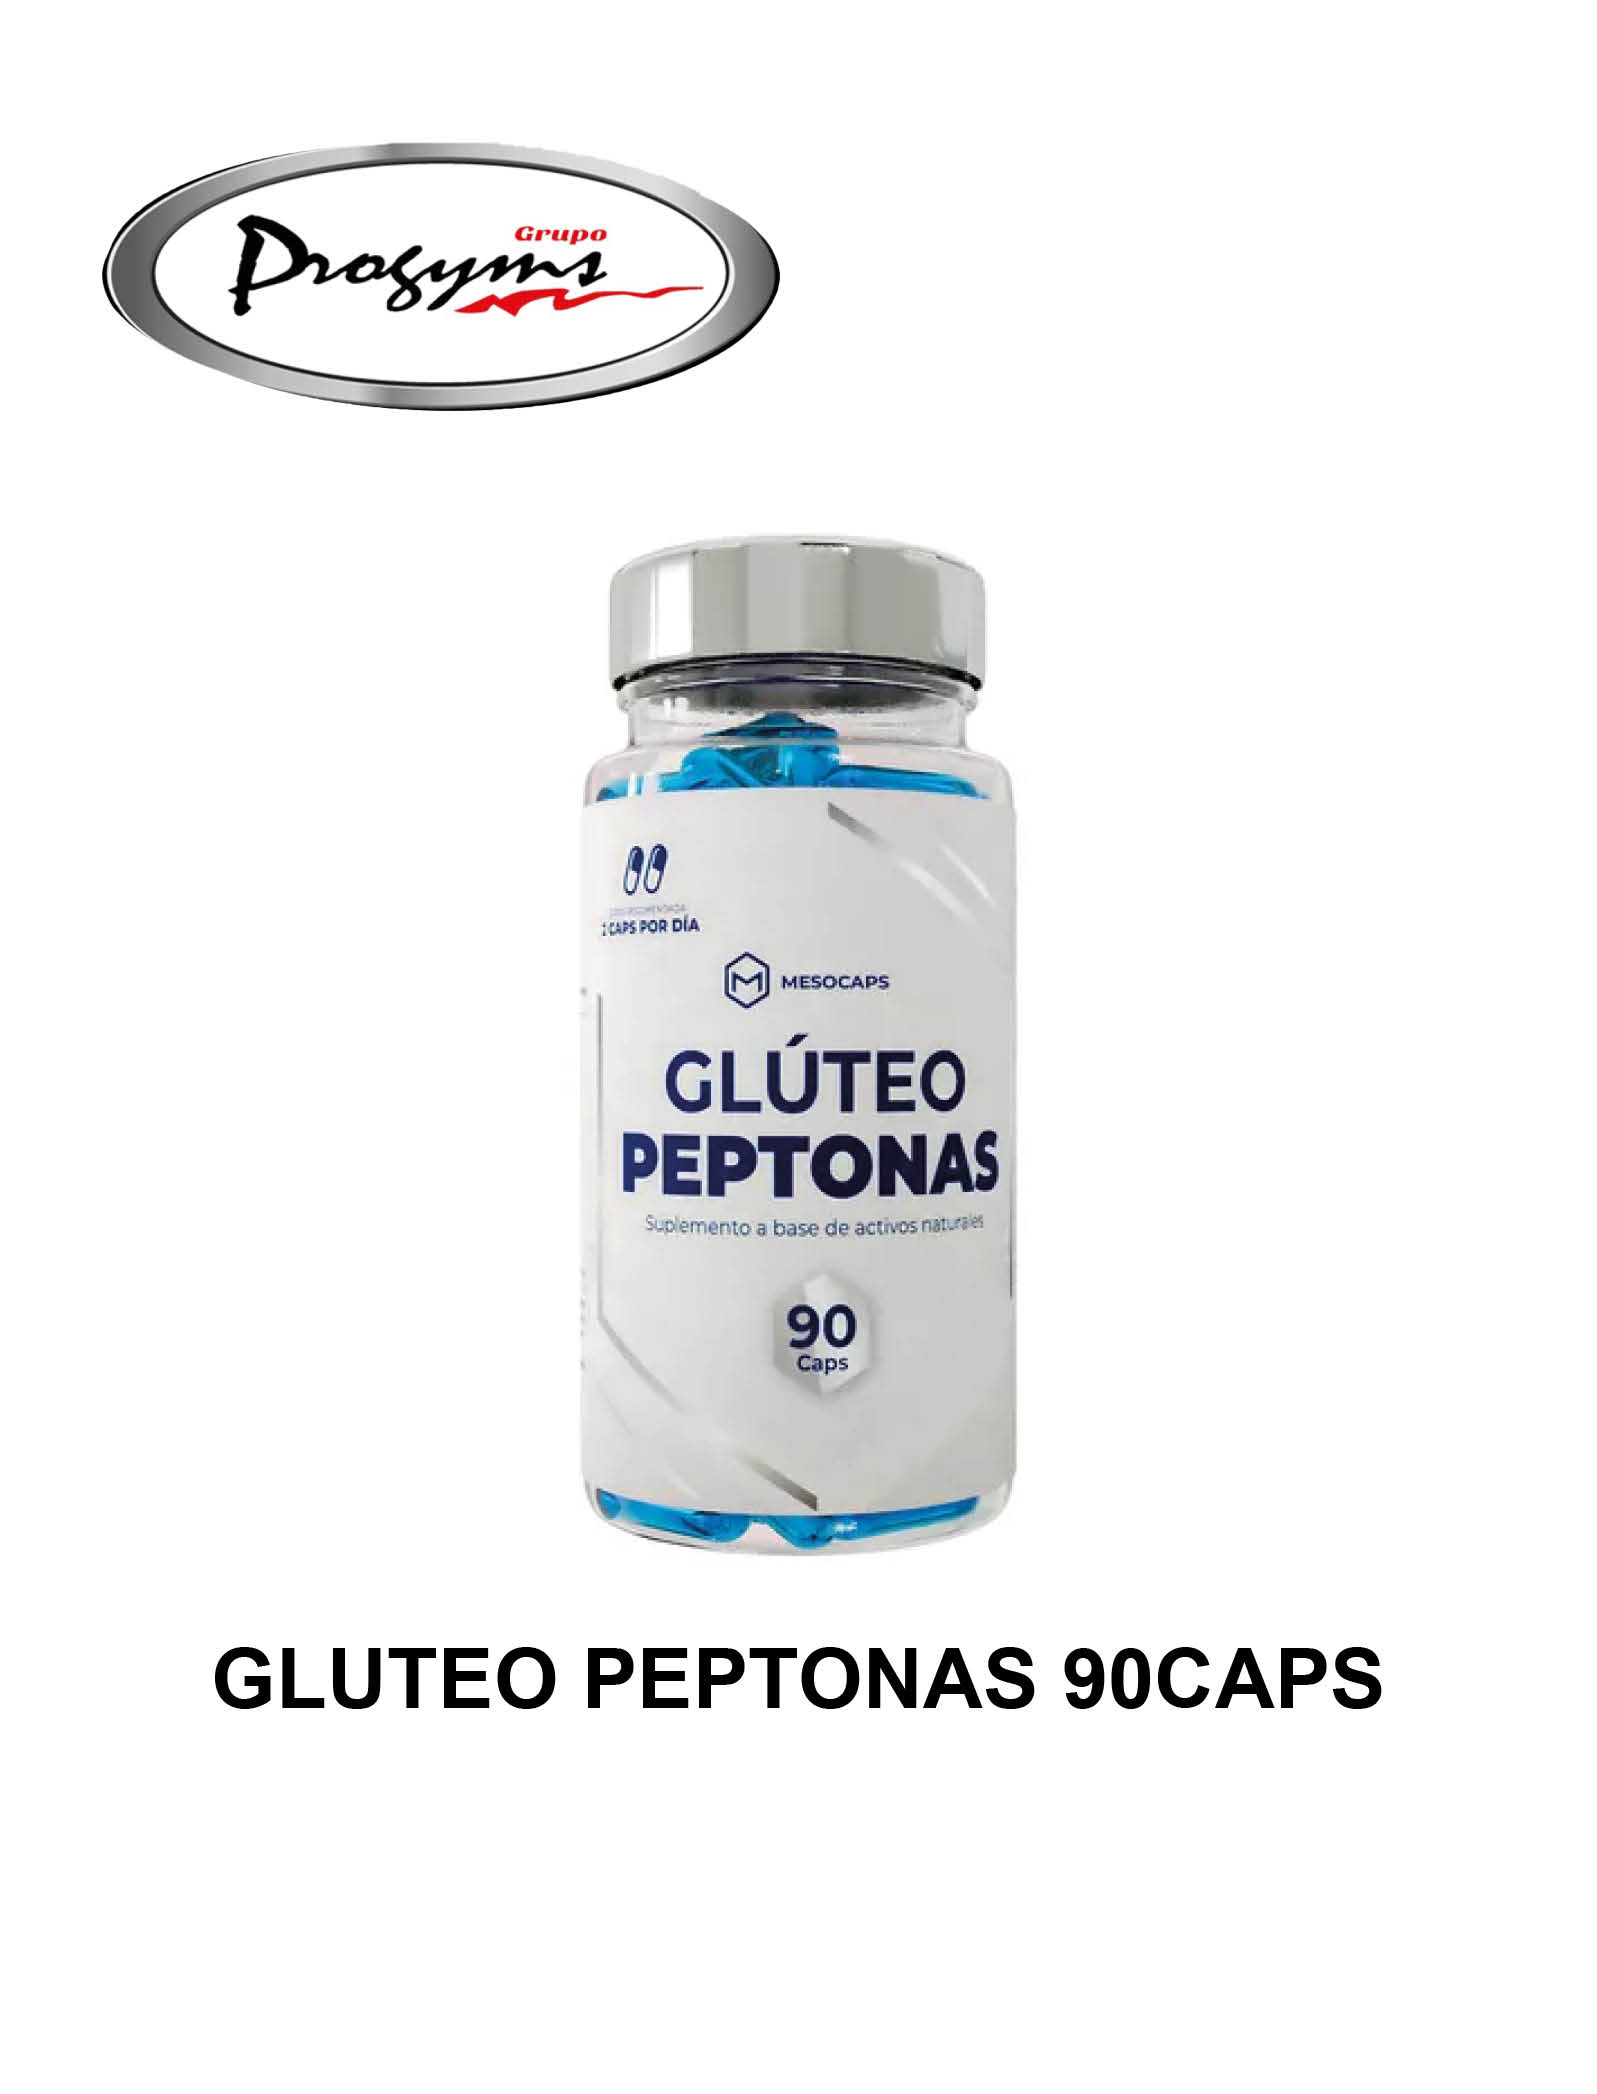 Grupo
Progyms
2 CAPS POR DÍA
M MESOCAPS
GLÚTEO
PEPTONAS
Suplemento a base de activos naturales
90
Caps
GLUTEO PEPTONAS 90CAPS